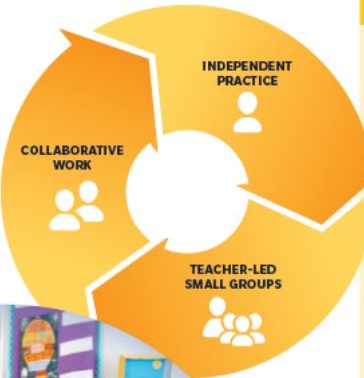 INDEPENDENT
PRACTICE
COLLABORATIVE
WORK
TEACHER-LED
SMALL GROUPS